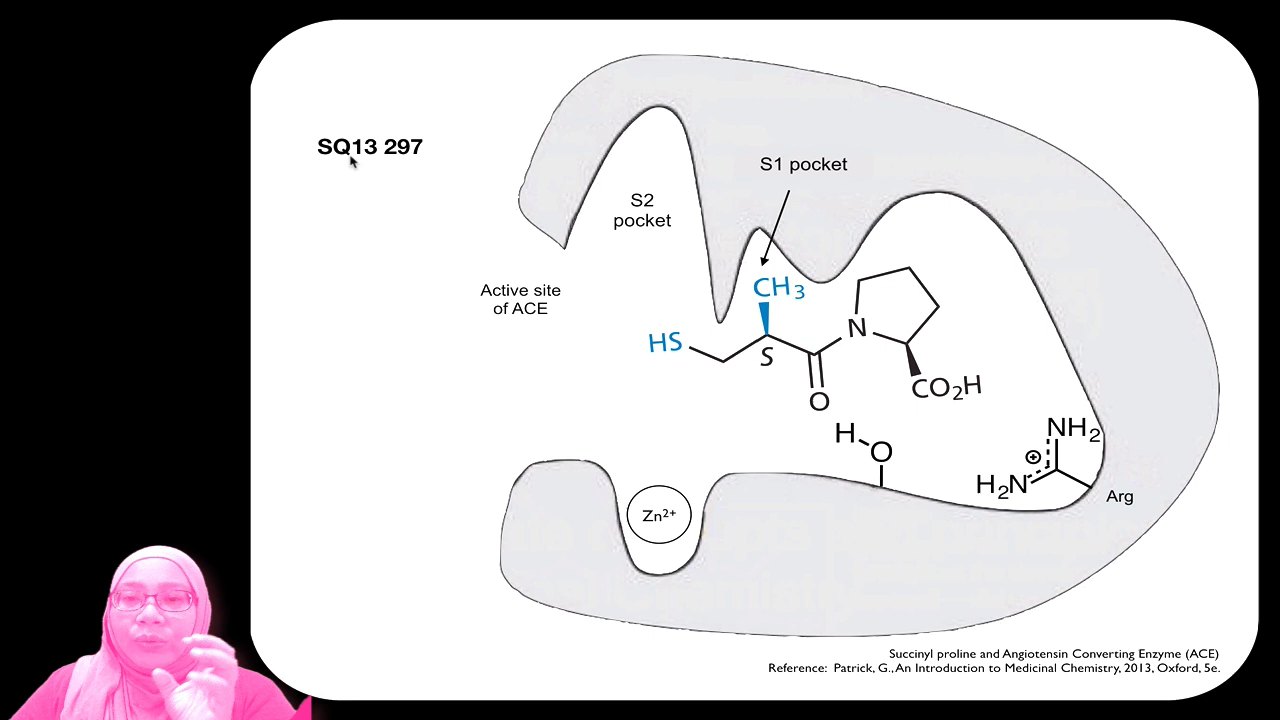 SQ13 297
S1 pocket
S2
pocket
Active site
of ACE
CH3
HS
S
N
O
CO2H
H
O
NH2
⊕
H2N
Arg
Zn2+
Succinyl proline and Angiotensin Converting Enzyme (ACE)
Reference: Patrick, G., An Introduction to Medicinal Chemistry, 2013, Oxford, 5e.